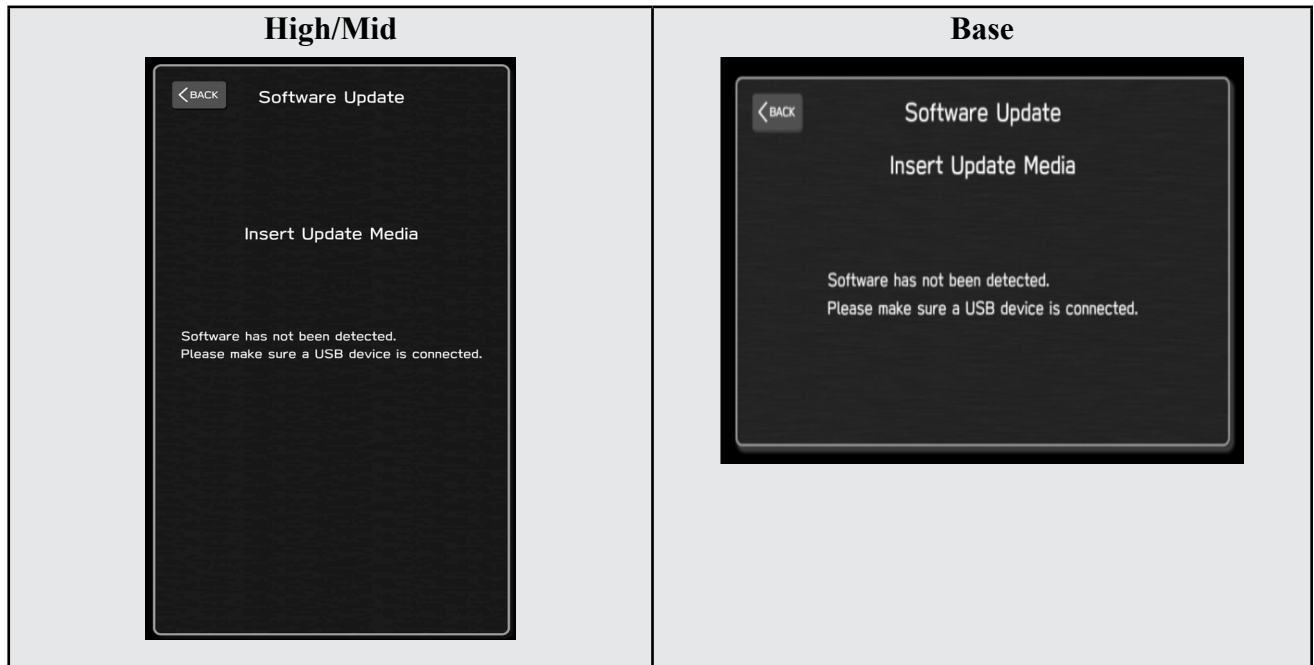 High/Mid
BACK
Software Update
Insert Update Media
Software has not been detected.
Please make sure a USB device is connected.
Base
BACK
Software Update
Insert Update Media
Software has not been detected.
Please make sure a USB device is connected.